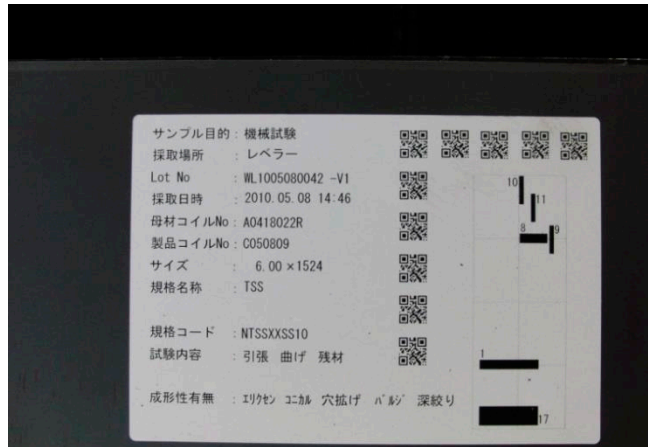 サンプル目的 : 機械試験
採取場所 : レベラー
Lot No : WL1005080042 -V1
採取日時 : 2010.05.08 14:46
母材コイルNo : A0418022R
製品コイルNo : C050809
サイズ : 6.00 ×1524
規格名称 : TSS
規格コード : NTSSXXSS10
試験内容 : 引張 曲げ 残材
成形性有無 : ｴﾘｸｾﾝ ｺﾆｶﾙ 穴拡げ ﾊﾞﾙｼﾞ 深絞り
10
11
8
9
1
17